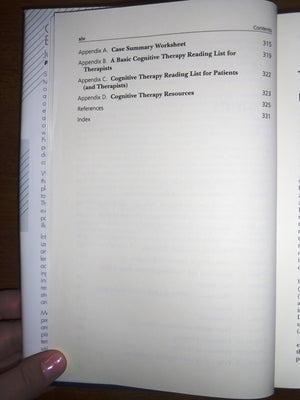 xiv
Contents
Appendix A. Case Summary Worksheet 315
Appendix B. A Basic Cognitive Therapy Reading List for
Therapists 319
Appendix C. Cognitive Therapy Reading List for Patients
(and Therapists) 322
Appendix D. Cognitive Therapy Resources 323
References 325
Index 331